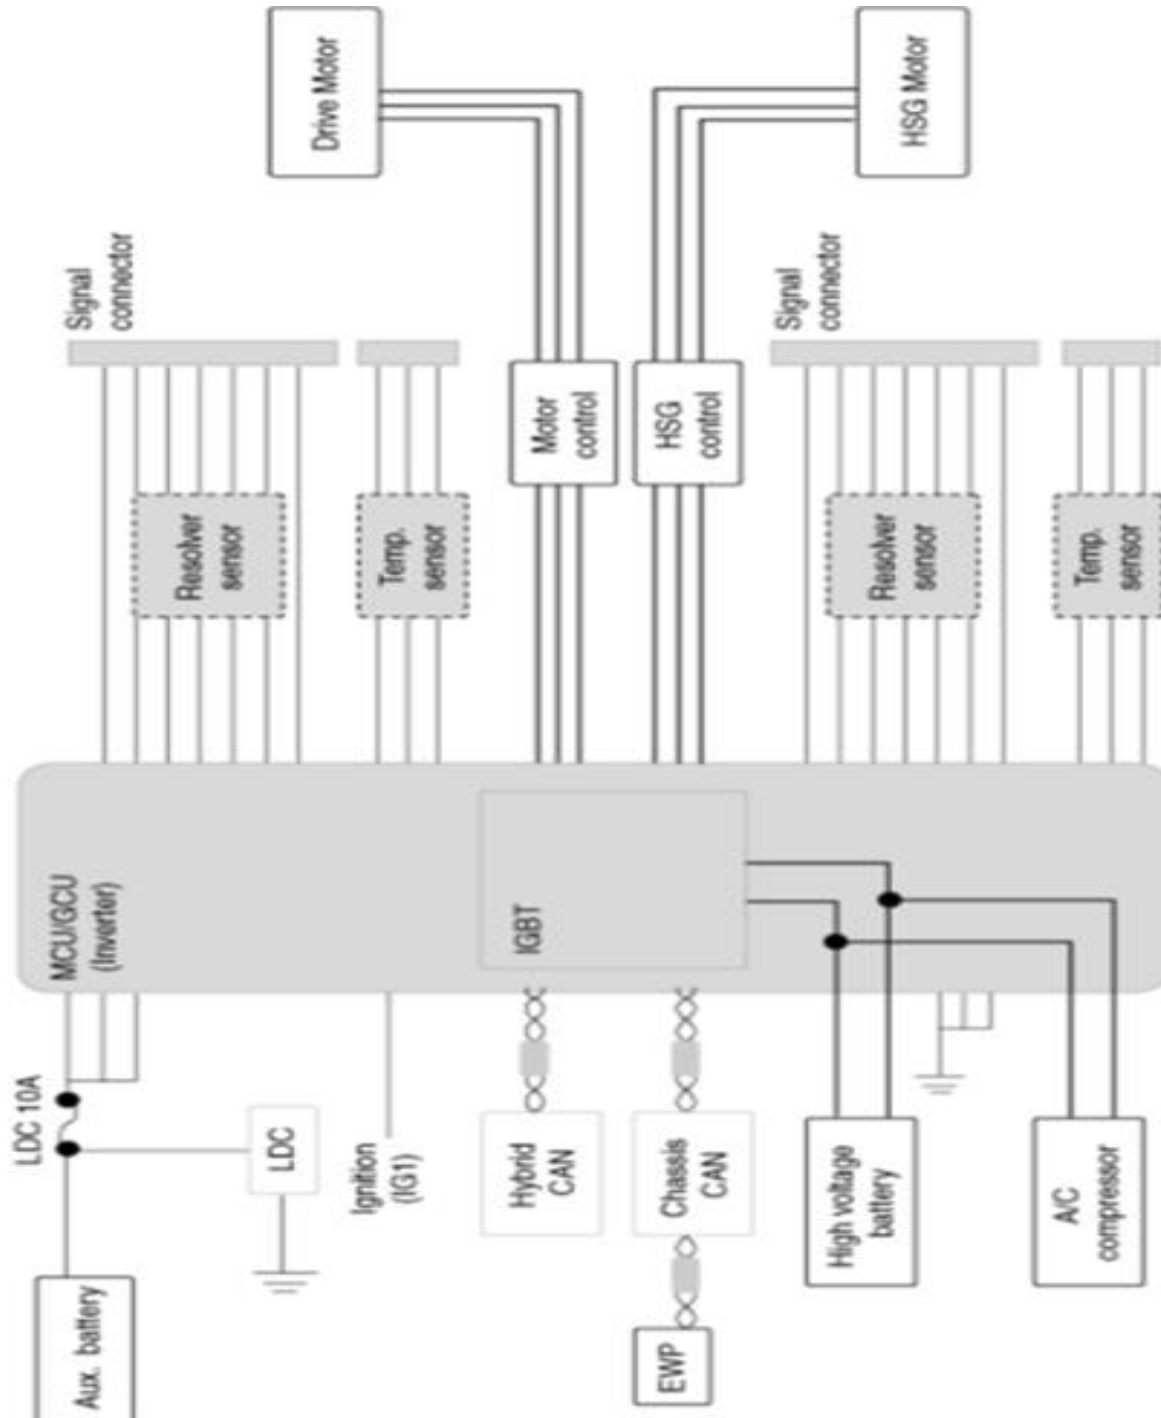 Aux. battery
LDC 10A
LDC
Ignition
(IG1)
Hybrid
CAN
EWP
Chassis
CAN
High voltage
battery
A/C
compressor
MCU/GCU
(Inverter)
IGBT
Resolver
sensor
Temp.
sensor
Motor
control
HSG
control
Resolver
sensor
Temp.
sensor
Signal
connector
Signal
connector
Drive Motor
HSG Motor